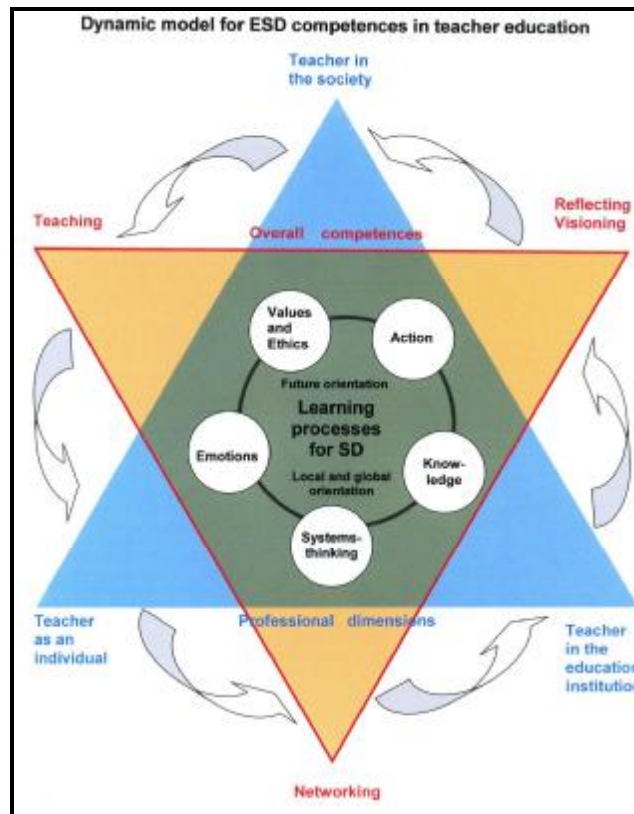 Dynamic model for ESD competences in teacher education
Teacher in
the society
Teaching
Reflecting
Visioning
Overall competences
Values
and
Ethics
Action
Future orientation
Learning
processes
for SD
Emotions
Know-
ledge
Local and global
orientation
Systems-
thinking
Teacher
as an
individual
Professional dimensions
Teacher
in the
education
institution
Networking